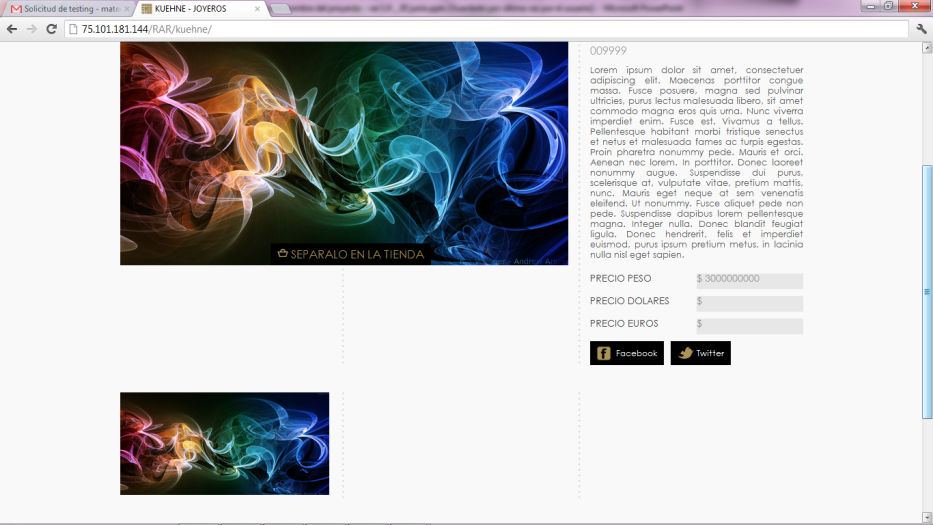 Solicitud de testing - mate
KUEHNE - JOYEROS
75.101.181.144/RAR/kuehne/
009999
Lorem ipsum dolor sit amet, consectetuer
adipiscing elit. Maecenas porttitor congue
massa. Fusce posuere, magna sed pulvinar
ultricies, purus lectus malesuada libero, sit amet
commodo magna eros quis urna. Nunc viverra
imperdiet enim. Fusce est. Vivamus a tellus.
Pellentesque habitant morbi tristique senectus
et netus et malesuada fames ac turpis egestas.
Proin pharetra nonummy pede. Mauris et orci.
Aenean nec lorem. In porttitor. Donec laoreet
nonummy augue. Suspendisse dui purus,
scelerisque at, vulputate vitae, pretium mattis,
nunc. Mauris eget neque at sem venenatis
eleifend. Ut nonummy. Fusce aliquet pede non
pede. Suspendisse dapibus lorem pellentesque
magna. Integer nulla. Donec blandit feugiat
ligula. Donec hendrerit, felis et imperdiet
euismod, purus ipsum pretium metus, in lacinia
nulla nisl eget sapien.
SEPARALO EN LA TIENDA
PRECIO PESO $ 3000000000
PRECIO DOLARES $
PRECIO EUROS $
Facebook Twitter